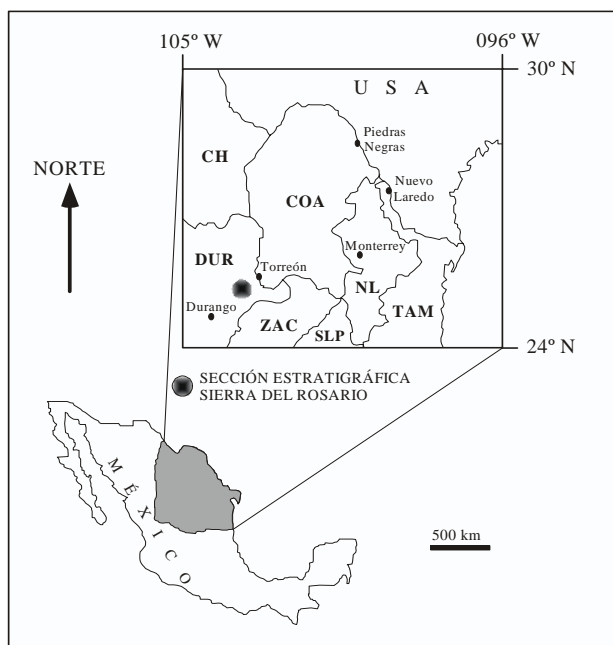 105º W
096º W
30º N
U S A
Piedras
Negras
CH
NORTE
Nuevo
Laredo
COA
Monterrey
DUR
Torreón
NL
Durango
TAM
ZAC
SLP
24º N
SECCIÓN ESTRATIGRÁFICA
SIERRA DEL ROSARIO
MÉXICO
500 km